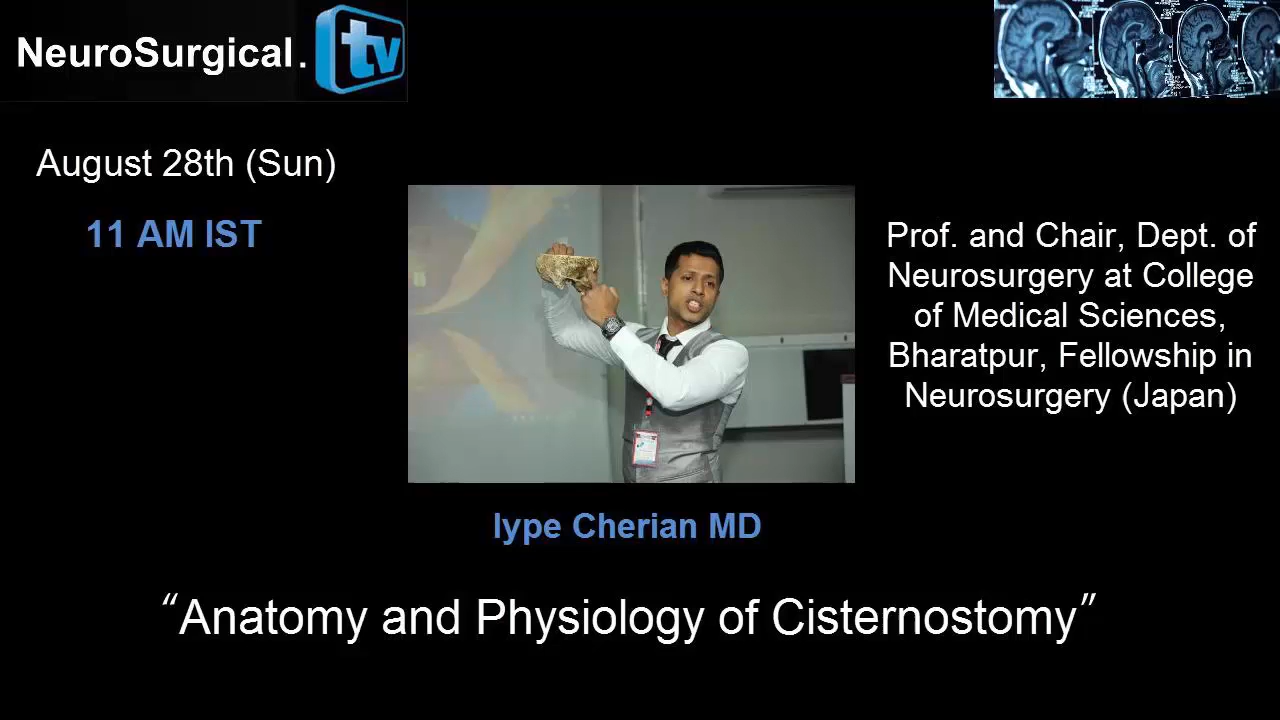 NeuroSurgical.tv
August 28th (Sun)
11 AM IST
Prof. and Chair, Dept. of
Neurosurgery at College
of Medical Sciences,
Bharatpur, Fellowship in
Neurosurgery (Japan)
Iype Cherian MD
“Anatomy and Physiology of Cisternostomy”